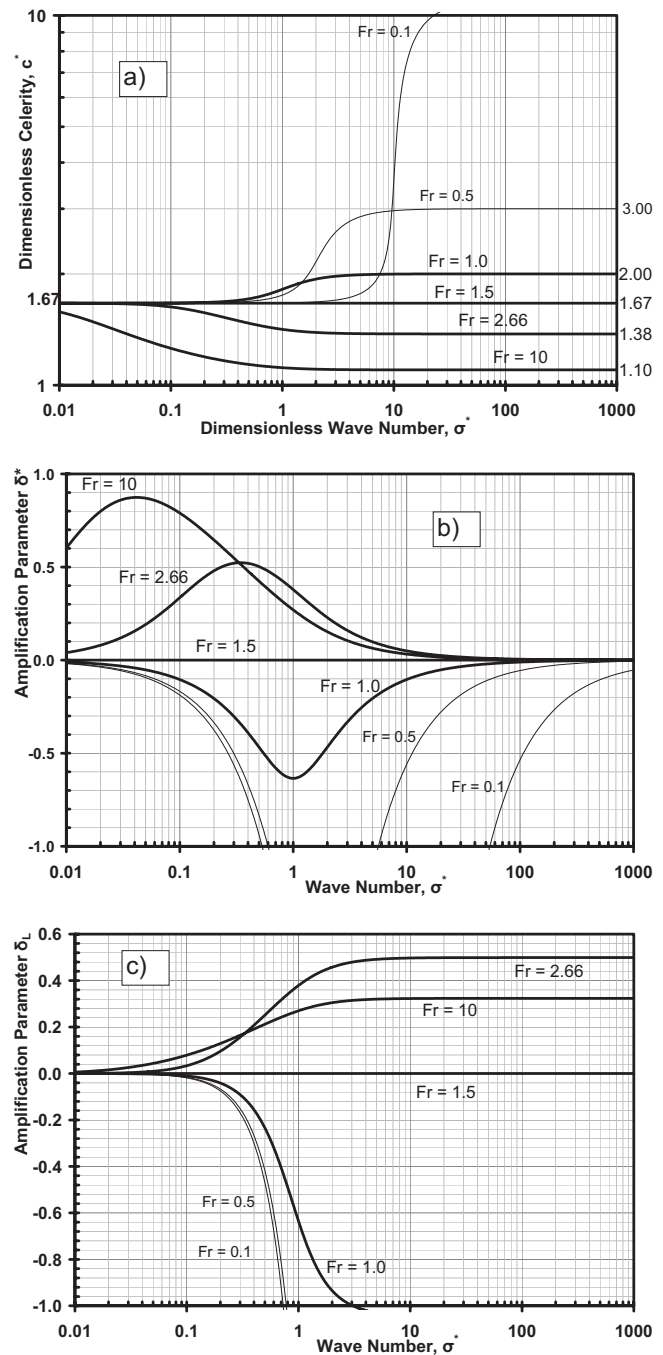 10
Fr = 0.1
a)
Dimensionless Celerity, c*
Fr = 0.5
3.00
Fr = 1.0
2.00
1.67
Fr = 1.5
1.67
Fr = 2.66
1.38
Fr = 10
1.10
1
0.01 0.1 1 10 100 1000
Dimensionless Wave Number, σ*
1.0
Fr = 10
b)
Amplification Parameter δ*
0.5
Fr = 2.66
Fr = 1.5
0.0
Fr = 1.0
Fr = 0.5
-0.5
Fr = 0.1
-1.0
0.01 0.1 1 10 100 1000
Wave Number, σ*
0.6
c)
Amplification Parameter δL
Fr = 2.66
0.4
Fr = 10
0.2
0.0
Fr = 1.5
-0.2
-0.4
Fr = 0.5
-0.6
Fr = 0.1
-0.8
Fr = 1.0
-1.0
0.01 0.1 1 10 100 1000
Wave Number, σ*